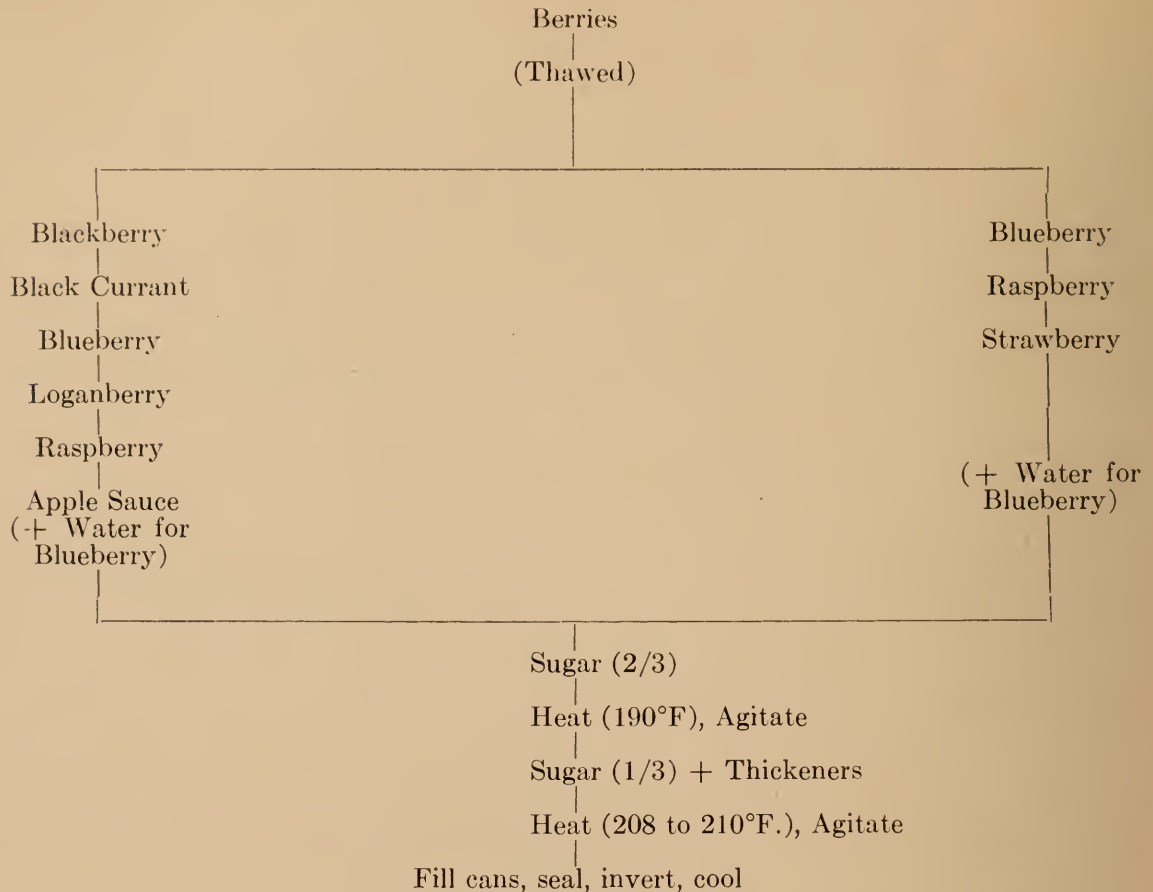 Berries
(Thawed)
Blackberry
Black Currant
Blueberry
Loganberry
Raspberry
Apple Sauce
(+ Water for
Blueberry)
Blueberry
Raspberry
Strawberry
(+ Water for
Blueberry)
Sugar (2/3)
Heat (190°F), Agitate
Sugar (1/3) + Thickeners
Heat (208 to 210°F.), Agitate
Fill cans, seal, invert, cool